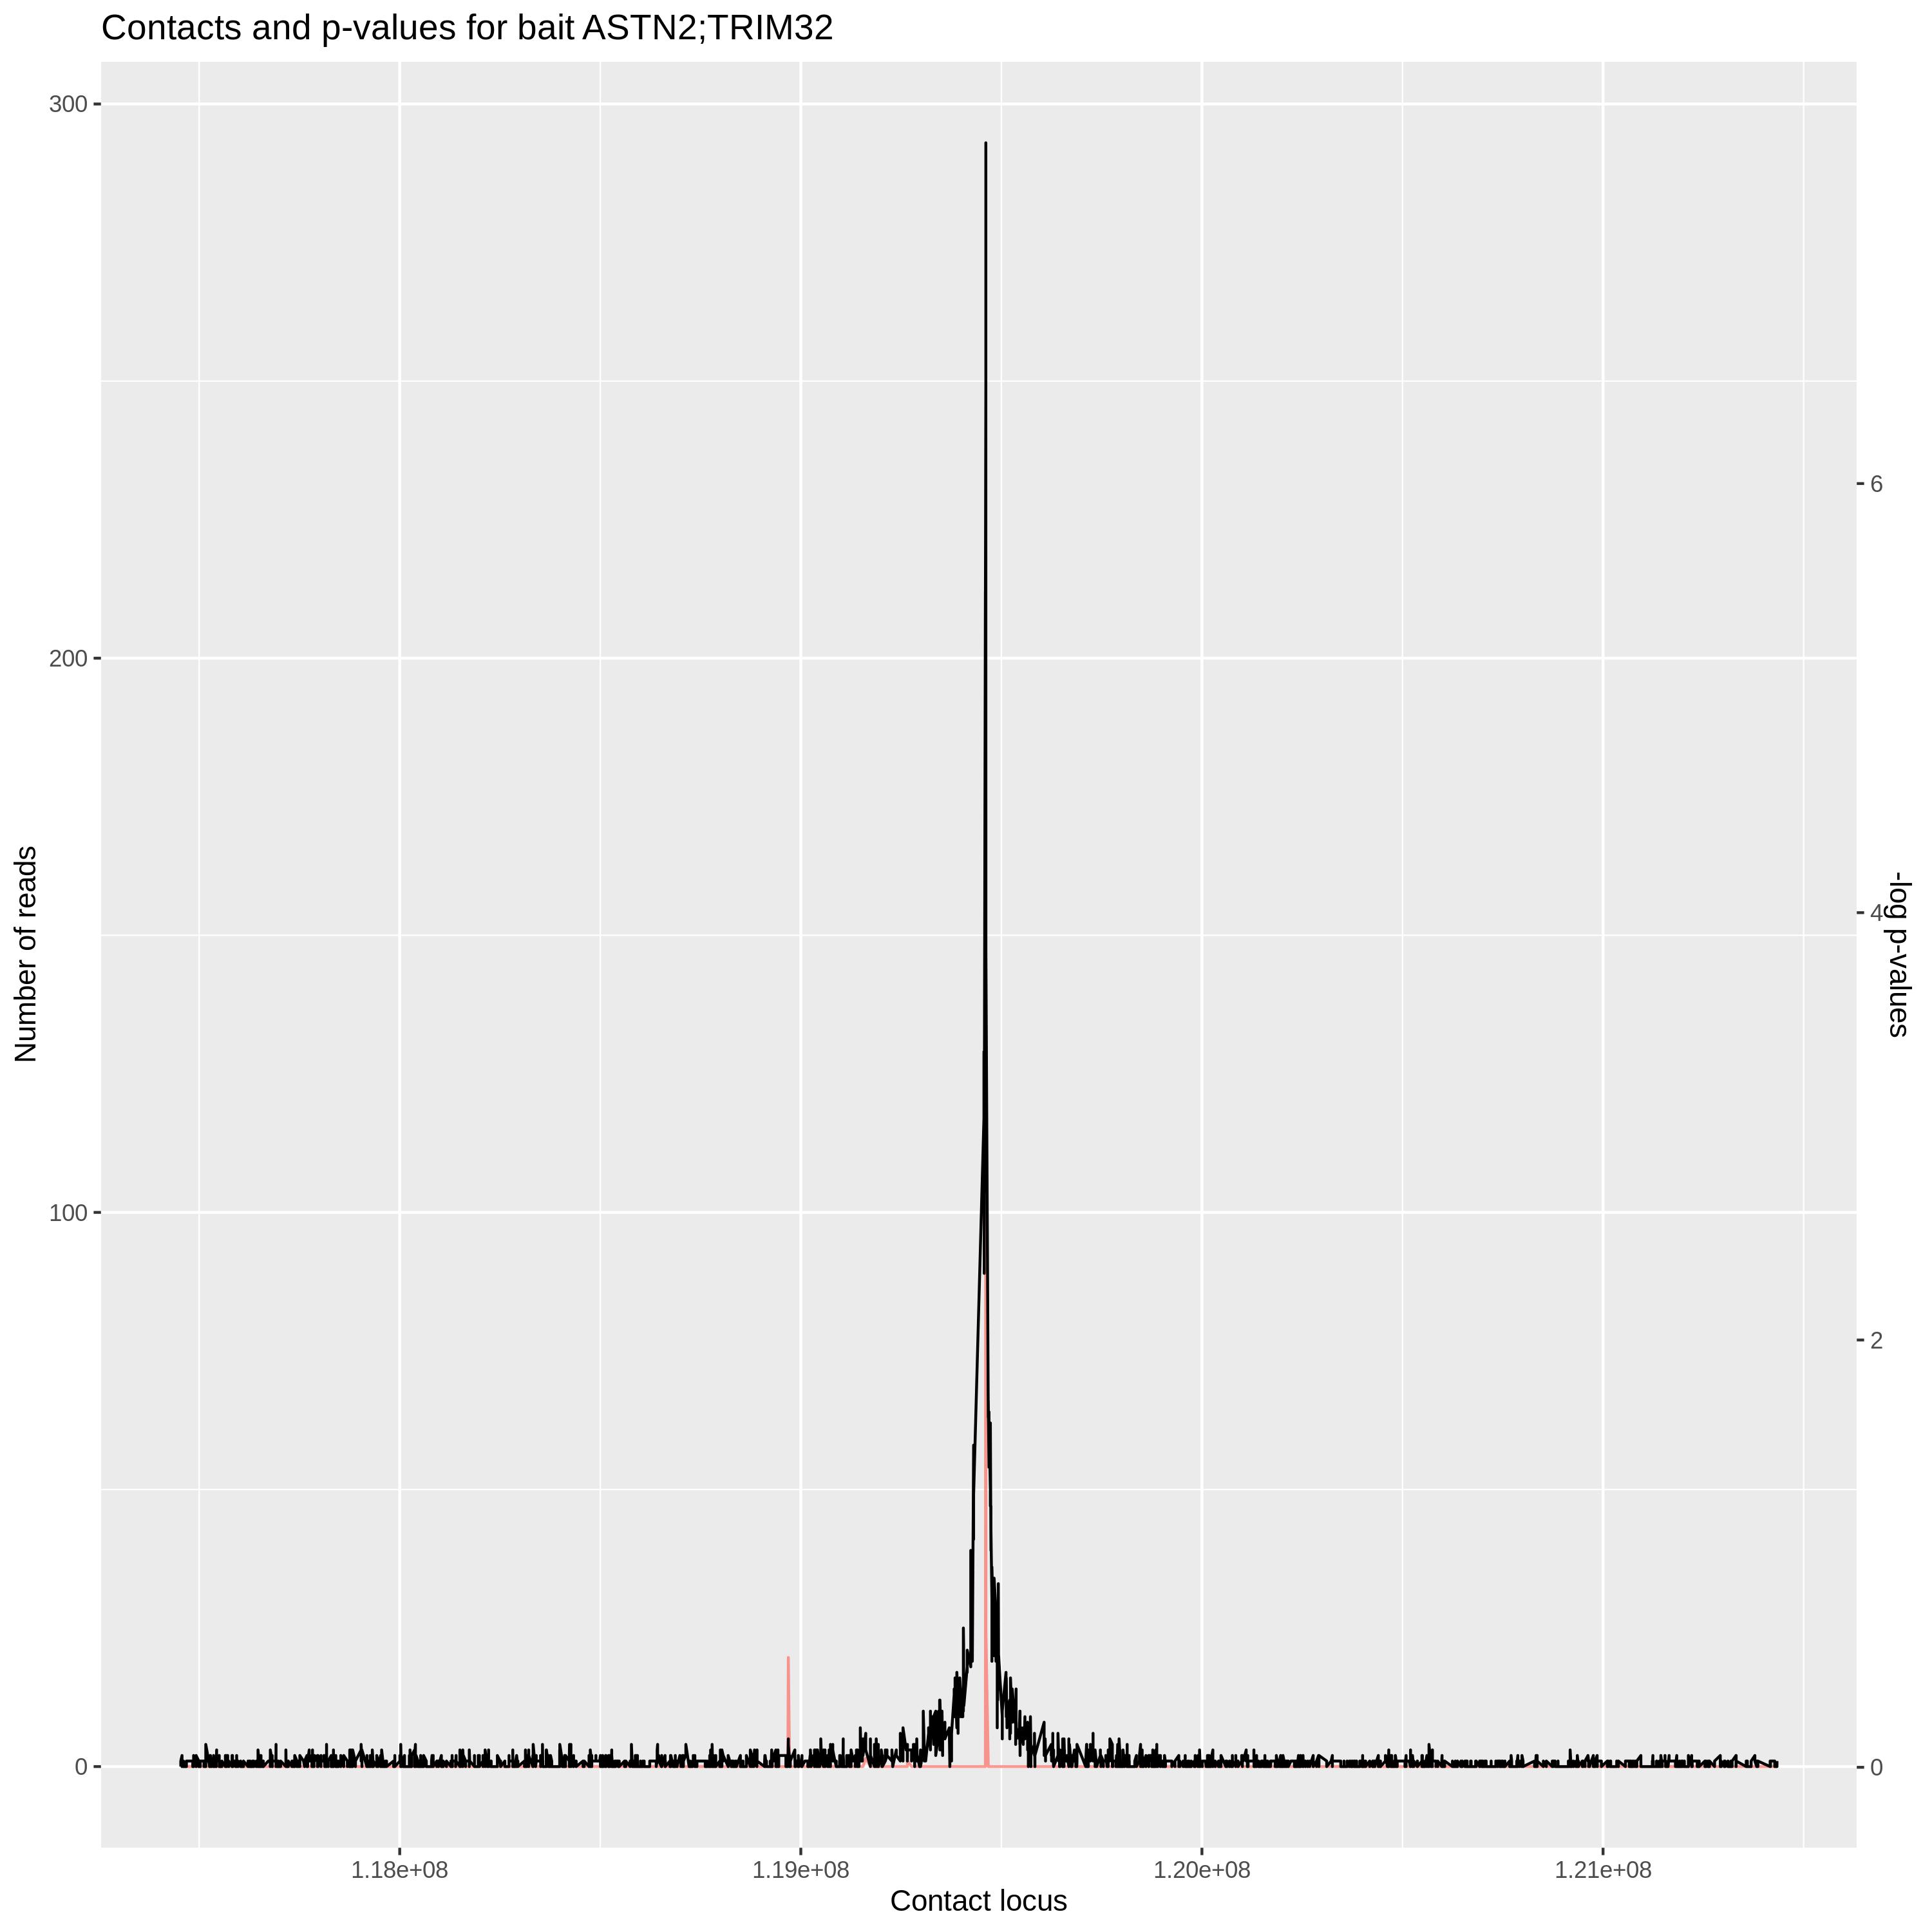 Contacts and p-values for bait ASTN2;TRIM32
300
200
100
0
Number of reads
6
4
2
0
-log p-values
1.18e+08 1.19e+08 1.20e+08 1.21e+08
Contact locus